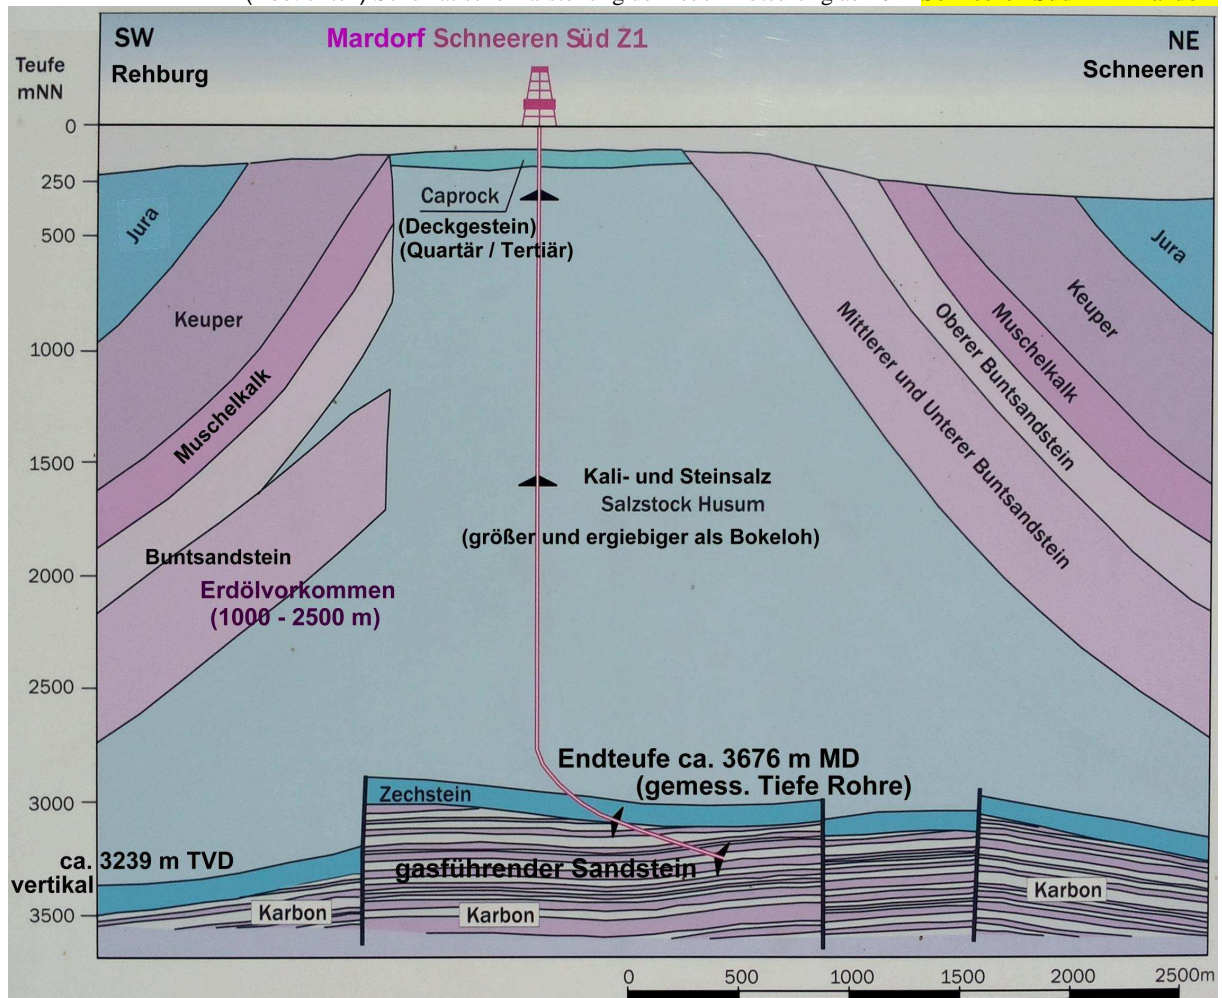 SW
Mardorf Schneeren Süd Z1
NE
Rehburg
Schneeren
Teufe
mNN
0
250
500
1000
1500
2000
2500
3000
3500
Jura
Keuper
Muschelkalk
Buntsandstein
Erdölvorkommen
(1000 - 2500 m)
Caprock
(Deckgestein)
(Quartär / Tertiär)
Kali- und Steinsalz
Salzstock Husum
(größer und ergiebiger als Bokeloh)
Mittlerer und Unterer Buntsandstein
Oberer Buntsandstein
Muschelkalk
Keuper
Jura
Endteufe ca. 3676 m MD
(gemess. Tiefe Rohre)
Zechstein
ca. 3239 m TVD
vertikal
gasführender Sandstein
Karbon
Karbon
Karbon
0 500 1000 1500 2000 2500m